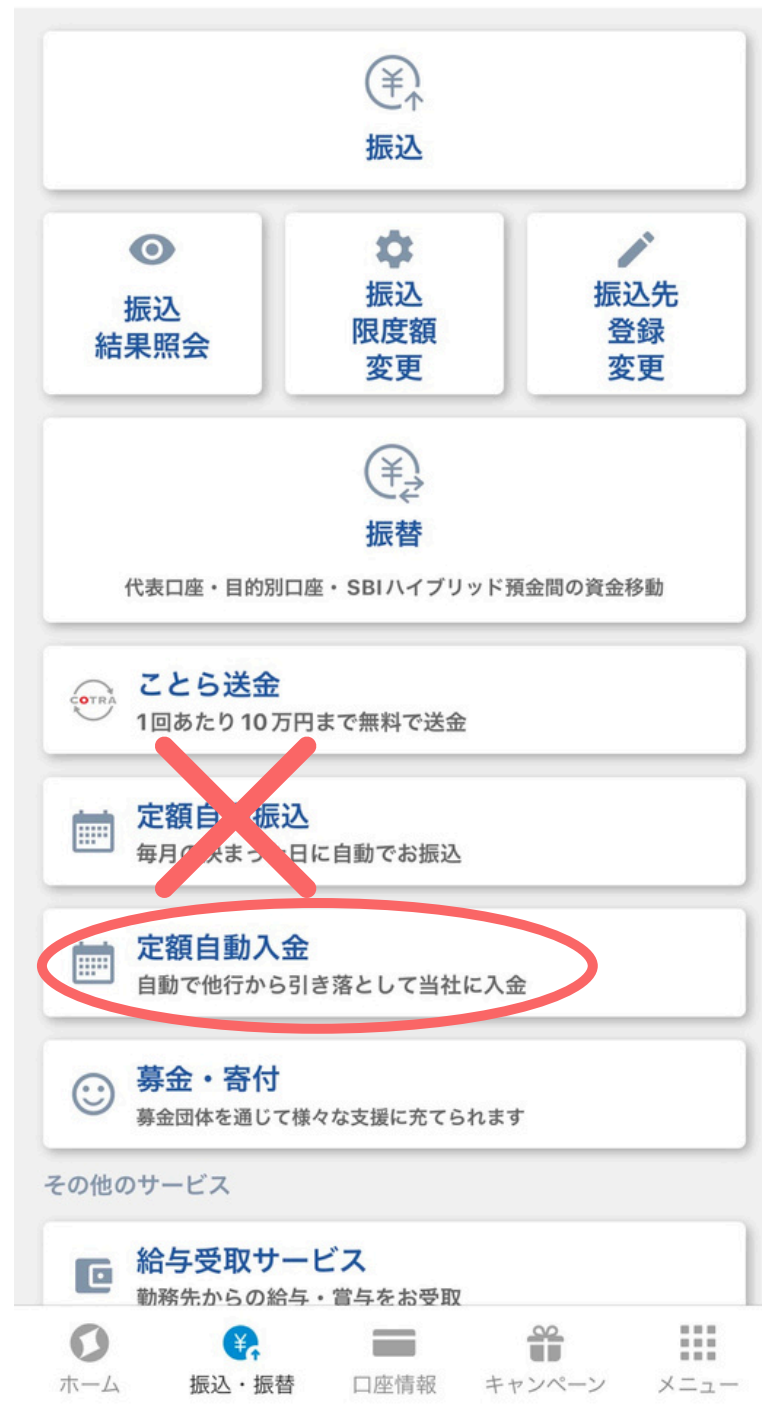 振込
振込
結果照会
振込
限度額
変更
振込先
登録
変更
振替
代表口座・目的別口座・SBIハイブリッド預金間の資金移動
COTRA
ことら送金
1回あたり10万円まで無料で送金
定額自動振込
毎月の決まった日に自動でお振込
定額自動入金
自動で他行から引き落として当社に入金
募金・寄付
募金団体を通じて様々な支援に充てられます
その他のサービス
給与受取サービス
勤務先からの給与・賞与をお受取
ホーム
振込・振替
口座情報
キャンペーン
メニュー